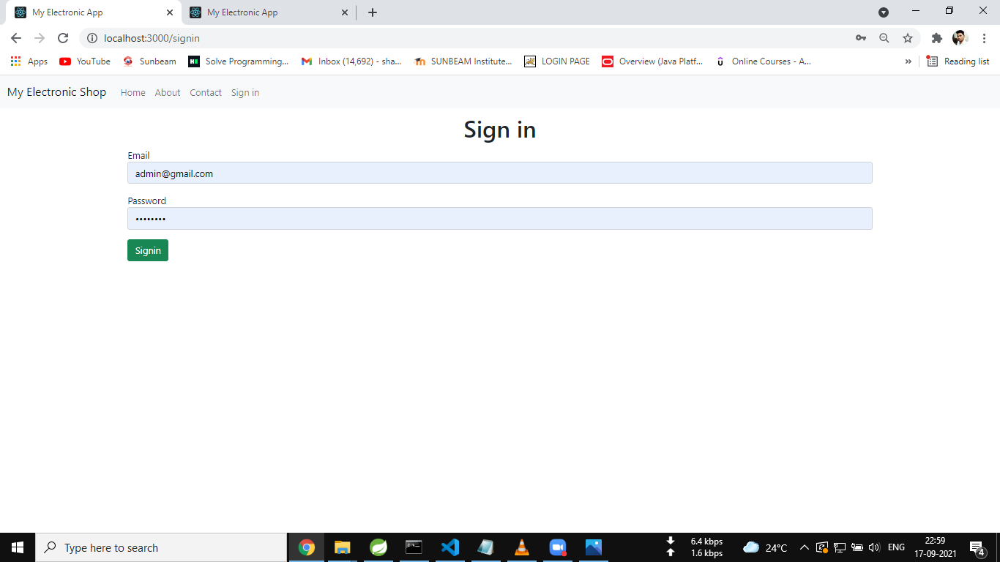 My Electronic App My Electronic App
localhost:3000/signin
Apps YouTube Sunbeam H Solve Programming... Inbox (14,692) - sha... SUNBEAM Institute... LOGIN PAGE Overview (Java Platf... Online Courses - A... » Reading list
My Electronic Shop Home About Contact Sign in
Sign in
Email
admin@gmail.com
Password
••••••••
Signin
Type here to search
6.4 kbps
1.6 kbps
24°C
ENG
22:59
17-09-2021
4